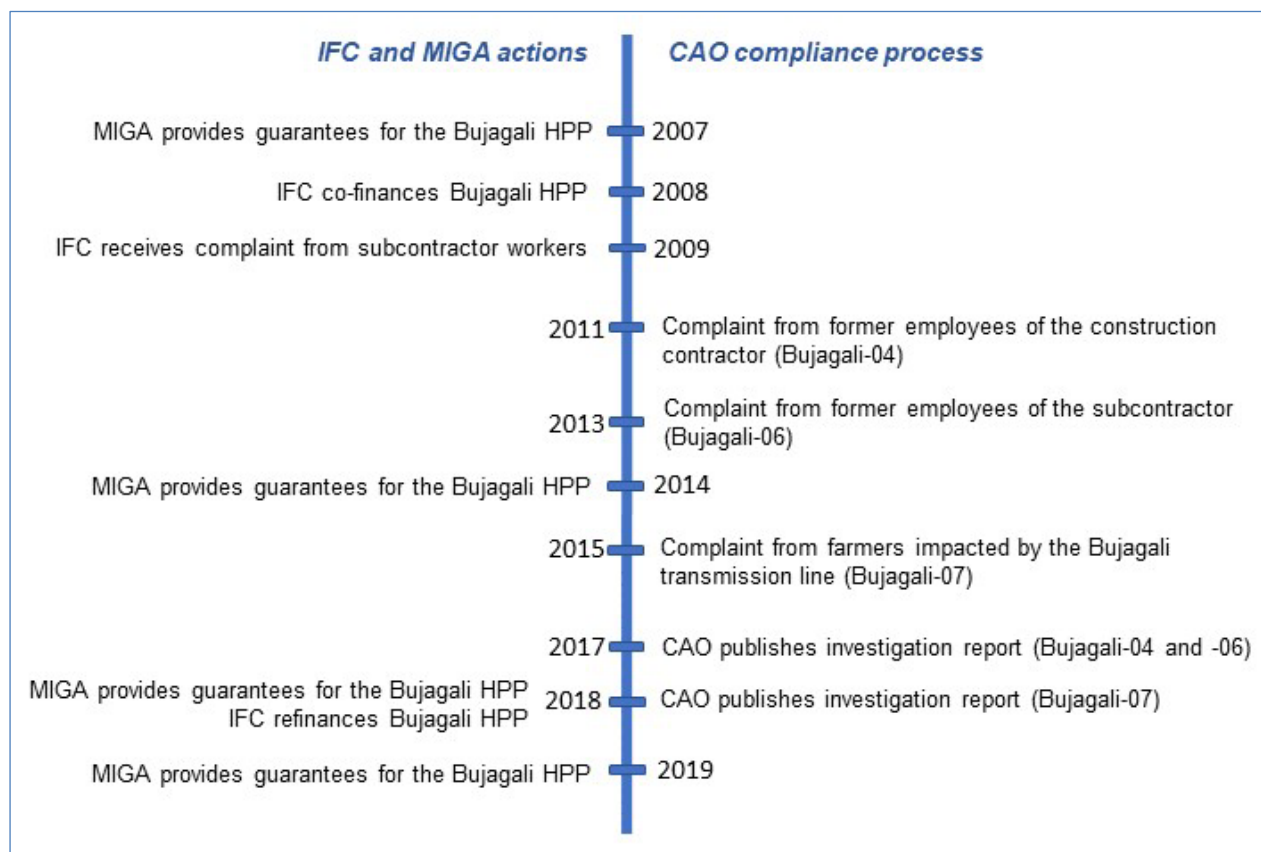 IFC and MIGA actions
CAO compliance process
MIGA provides guarantees for the Bujagali HPP
2007
IFC co-finances Bujagali HPP
2008
IFC receives complaint from subcontractor workers
2009
2011
Complaint from former employees of the construction
contractor (Bujagali-04)
2013
Complaint from former employees of the subcontractor
(Bujagali-06)
MIGA provides guarantees for the Bujagali HPP
2014
2015
Complaint from farmers impacted by the Bujagali
transmission line (Bujagali-07)
2017
CAO publishes investigation report (Bujagali-04 and -06)
MIGA provides guarantees for the Bujagali HPP
IFC refinances Bujagali HPP
2018
CAO publishes investigation report (Bujagali-07)
MIGA provides guarantees for the Bujagali HPP
2019